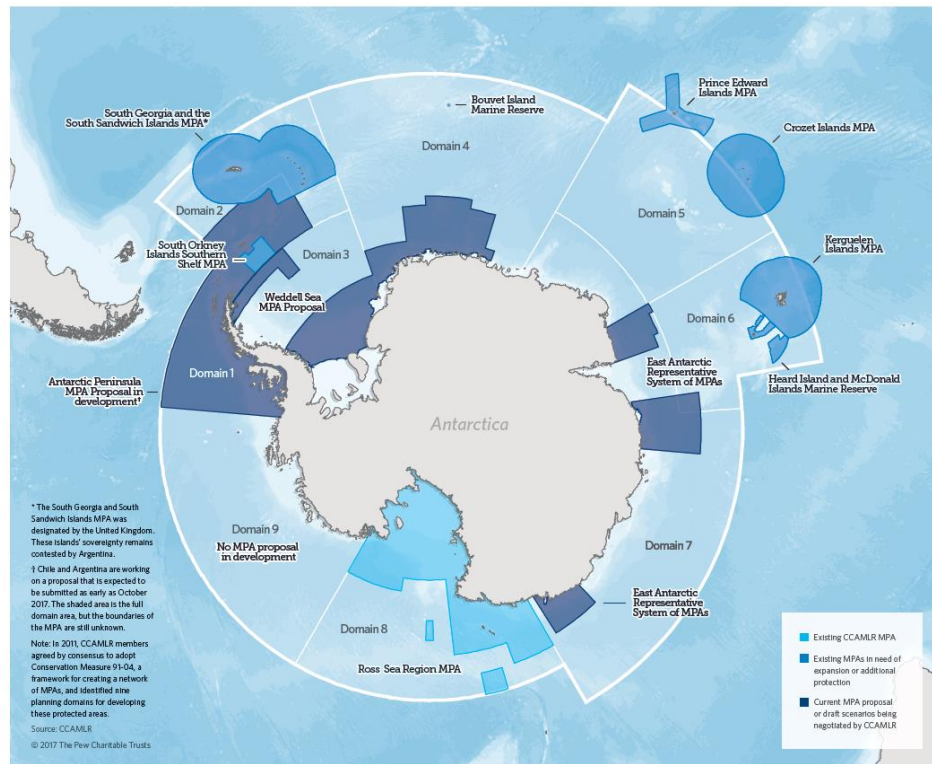 South Georgia and the
South Sandwich Islands MPA*
Bouvet Island
Marine Reserve
Prince Edward
Islands MPA
Crozet Islands MPA
Domain 4
Domain 2
Domain 5
South Orkney
Islands Southern
Shelf MPA
Domain 3
Kerguelen
Islands MPA
Weddell Sea
MPA Proposal
Domain 6
Domain 1
East Antarctic
Representative
System of MPAs
Antarctic Peninsula
MPA Proposal in
development†
Heard Island and McDonald
Islands Marine Reserve
Antarctica
Domain 9
No MPA proposal
in development
Domain 7
East Antarctic
Representative
System of MPAs
Domain 8
Ross Sea Region MPA
* The South Georgia and South
Sandwich Islands MPA was
designated by the United Kingdom.
These islands' sovereignty remains
contested by Argentina.
† Chile and Argentina are working
on a proposal that is expected to
be submitted as early as October
2017. The shaded area is the full
domain area, but the boundaries of
the MPA are still unknown.
Note: In 2011, CCAMLR members
agreed by consensus to adopt
Conservation Measure 91-04, a
framework for creating a network
of MPAs, and identified nine
planning domains for developing
these protected areas.
Source: CCAMLR
© 2017 The Pew Charitable Trusts
Existing CCAMLR MPA
Existing MPAs in need of
expansion or additional
protection
Current MPA proposal
or draft scenarios being
negotiated by CCAMLR